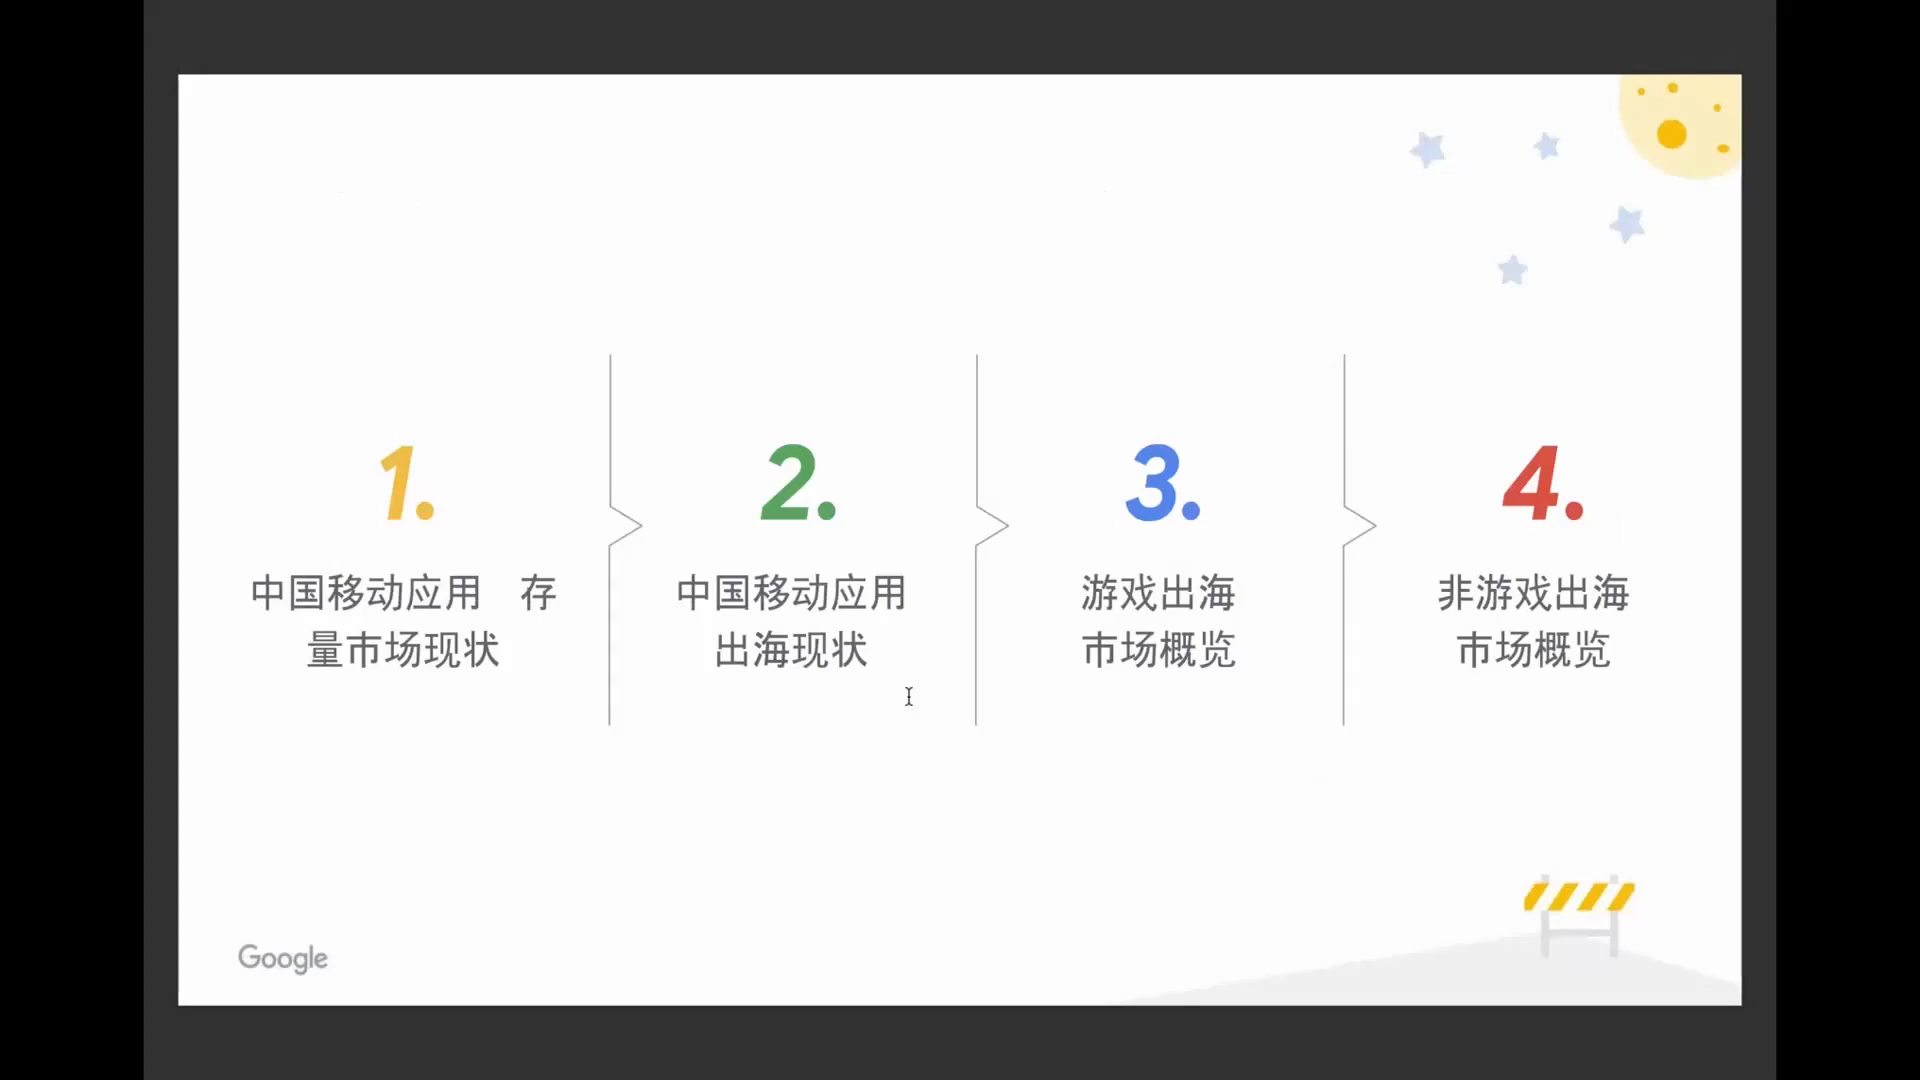 1.
中国移动应用 存
量市场现状
2.
中国移动应用
出海现状
3.
游戏出海
市场概览
4.
非游戏出海
市场概览
Google